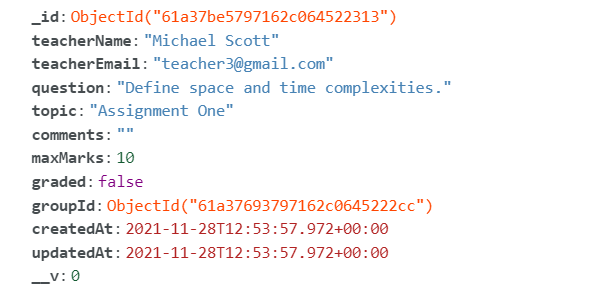 _id: ObjectId("61a37be5797162c064522313")
teacherName: "Michael Scott"
teacherEmail: "teacher3@gmail.com"
question: "Define space and time complexities."
topic: "Assignment One"
comments: ""
maxMarks: 10
graded: false
groupId: ObjectId("61a37693797162c0645222cc")
createdAt: 2021-11-28T12:53:57.972+00:00
updatedAt: 2021-11-28T12:53:57.972+00:00
__v: 0